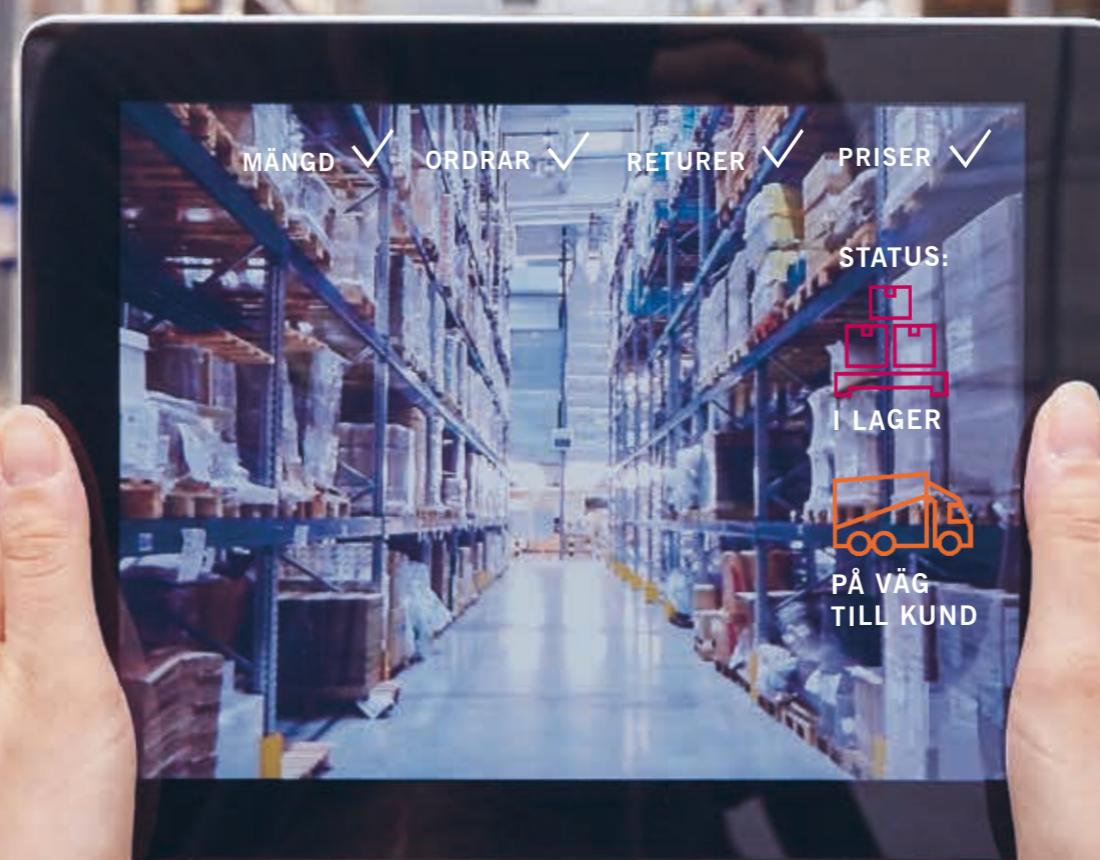 MÄNGD
ORDRAR
RETURER
PRISER
STATUS:
I LAGER
PÅ VÄG
TILL KUND